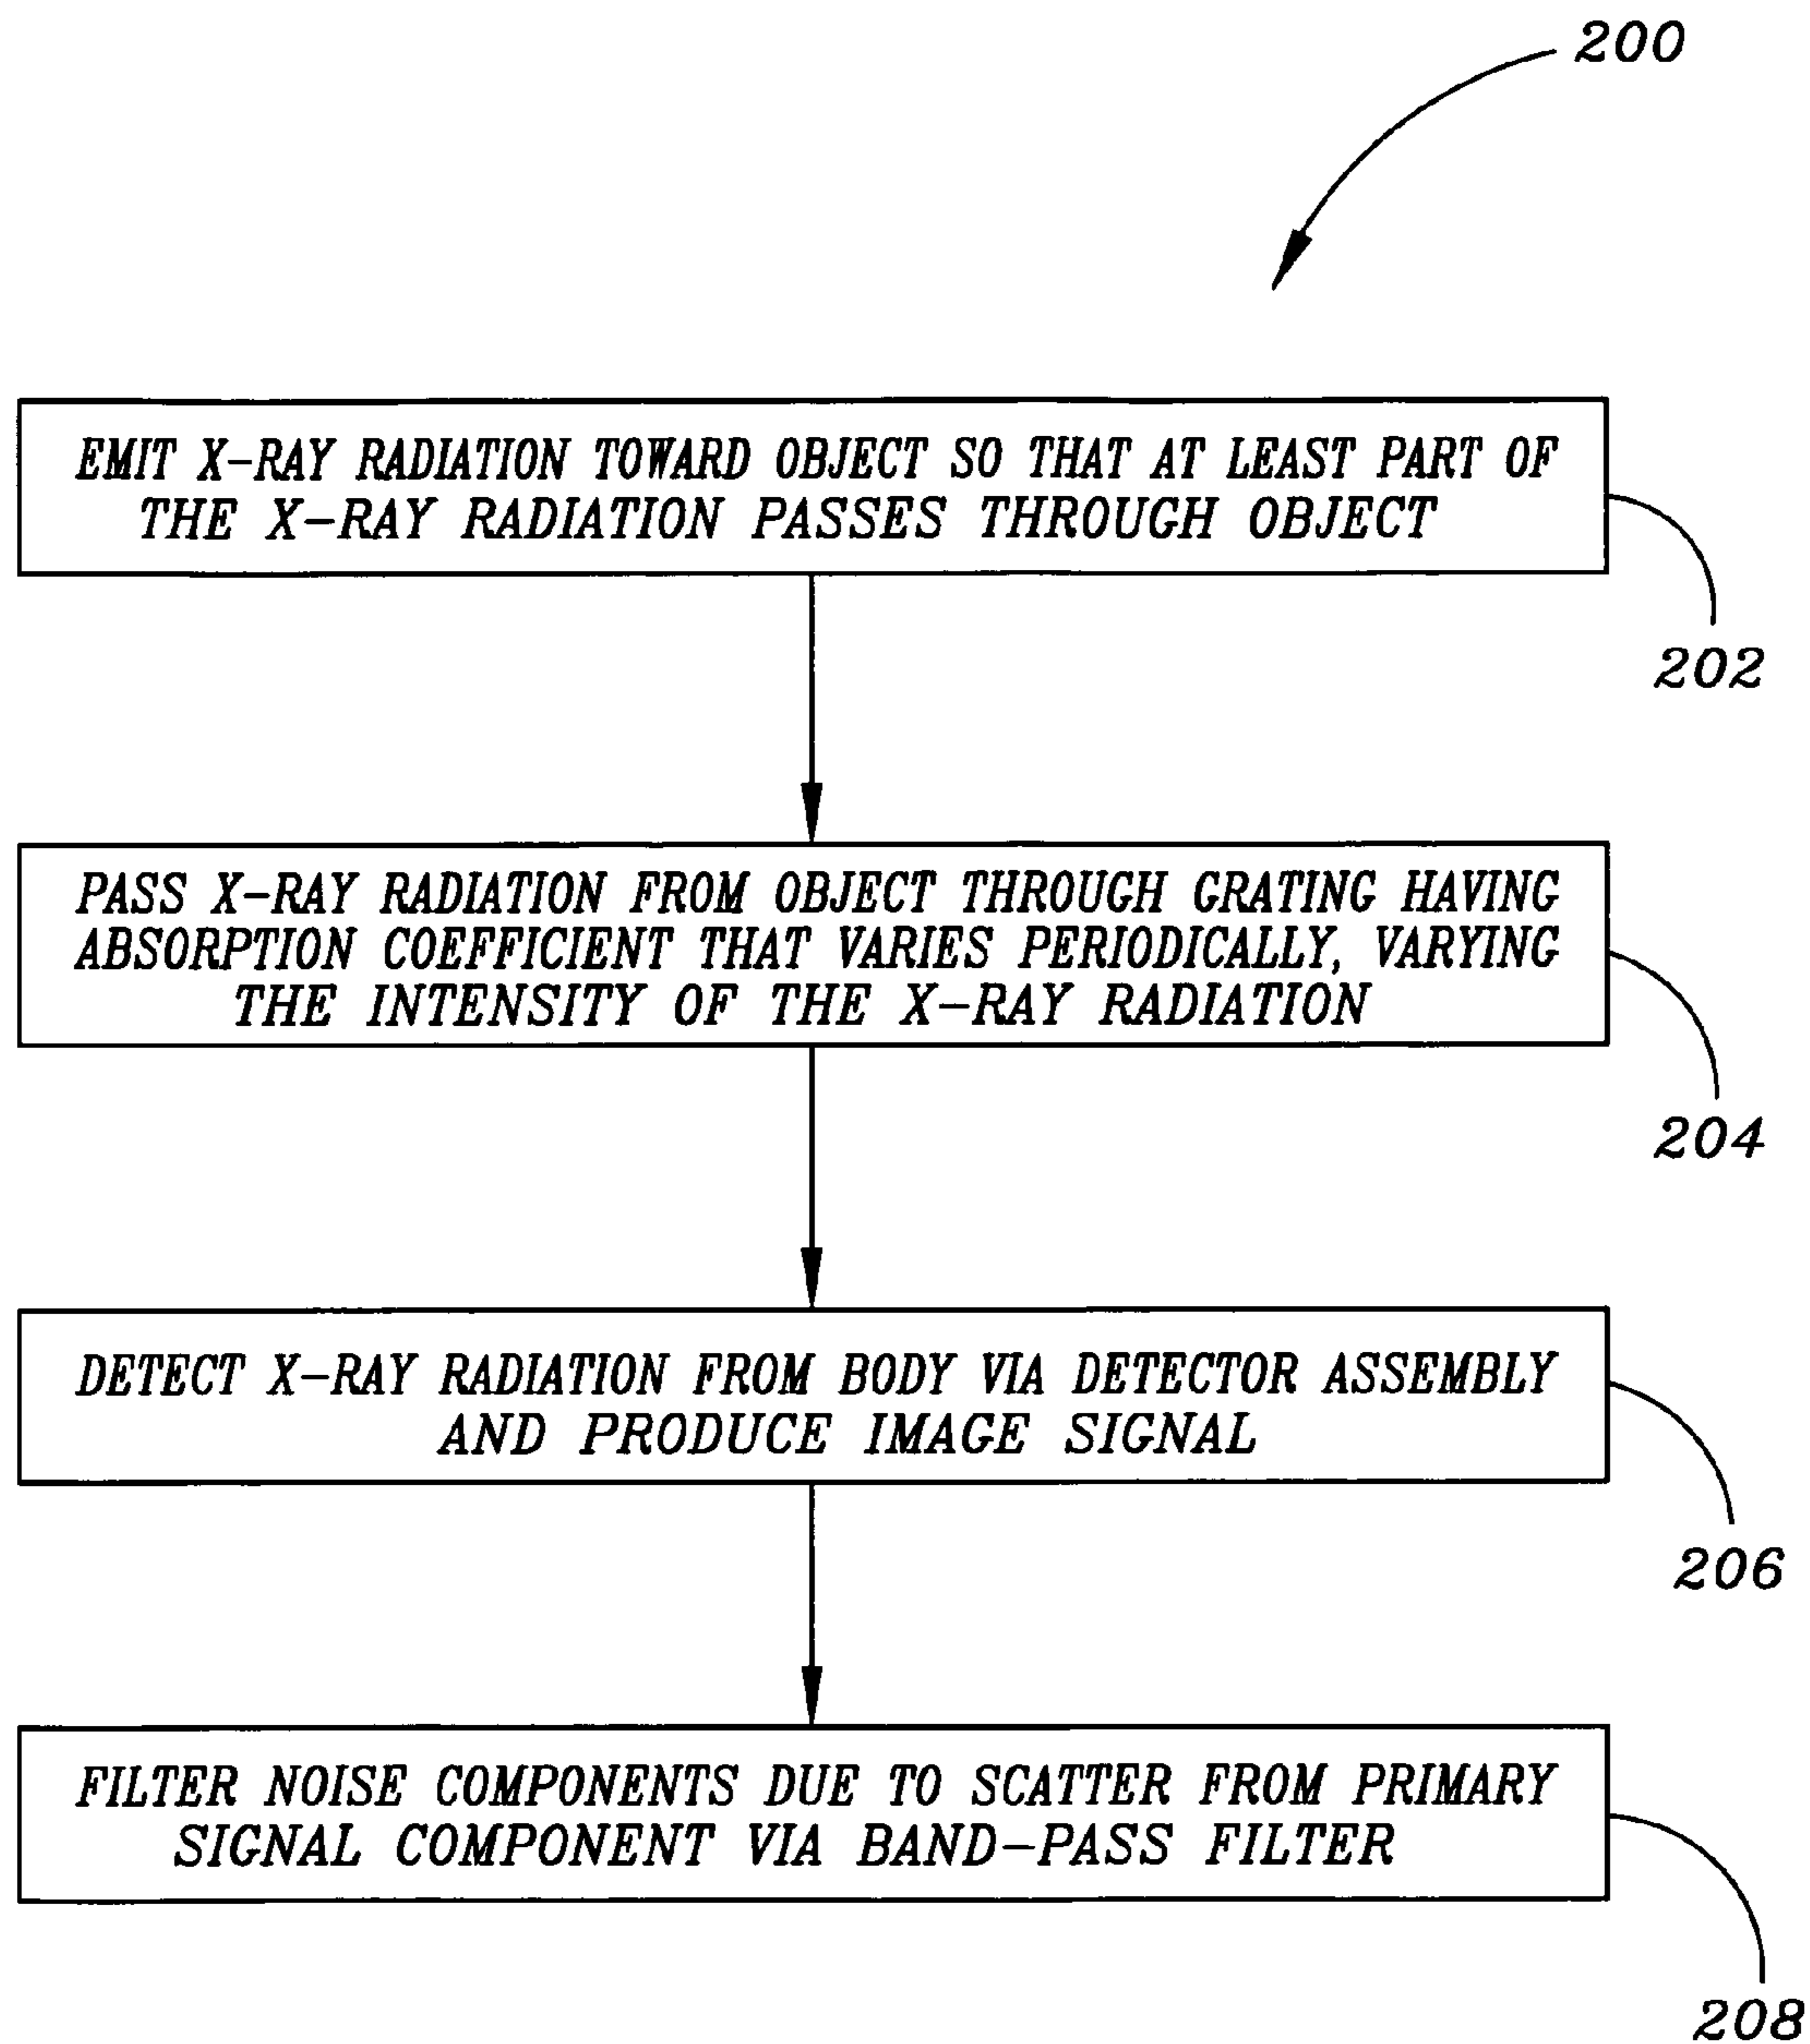 200
EMIT X-RAY RADIATION TOWARD OBJECT SO THAT AT LEAST PART OF
THE X-RAY RADIATION PASSES THROUGH OBJECT
202
PASS X-RAY RADIATION FROM OBJECT THROUGH GRATING HAVING
ABSORPTION COEFFICIENT THAT VARIES PERIODICALLY, VARYING
THE INTENSITY OF THE X-RAY RADIATION
204
DETECT X-RAY RADIATION FROM BODY VIA DETECTOR ASSEMBLY
AND PRODUCE IMAGE SIGNAL
206
FILTER NOISE COMPONENTS DUE TO SCATTER FROM PRIMARY
SIGNAL COMPONENT VIA BAND-PASS FILTER
208